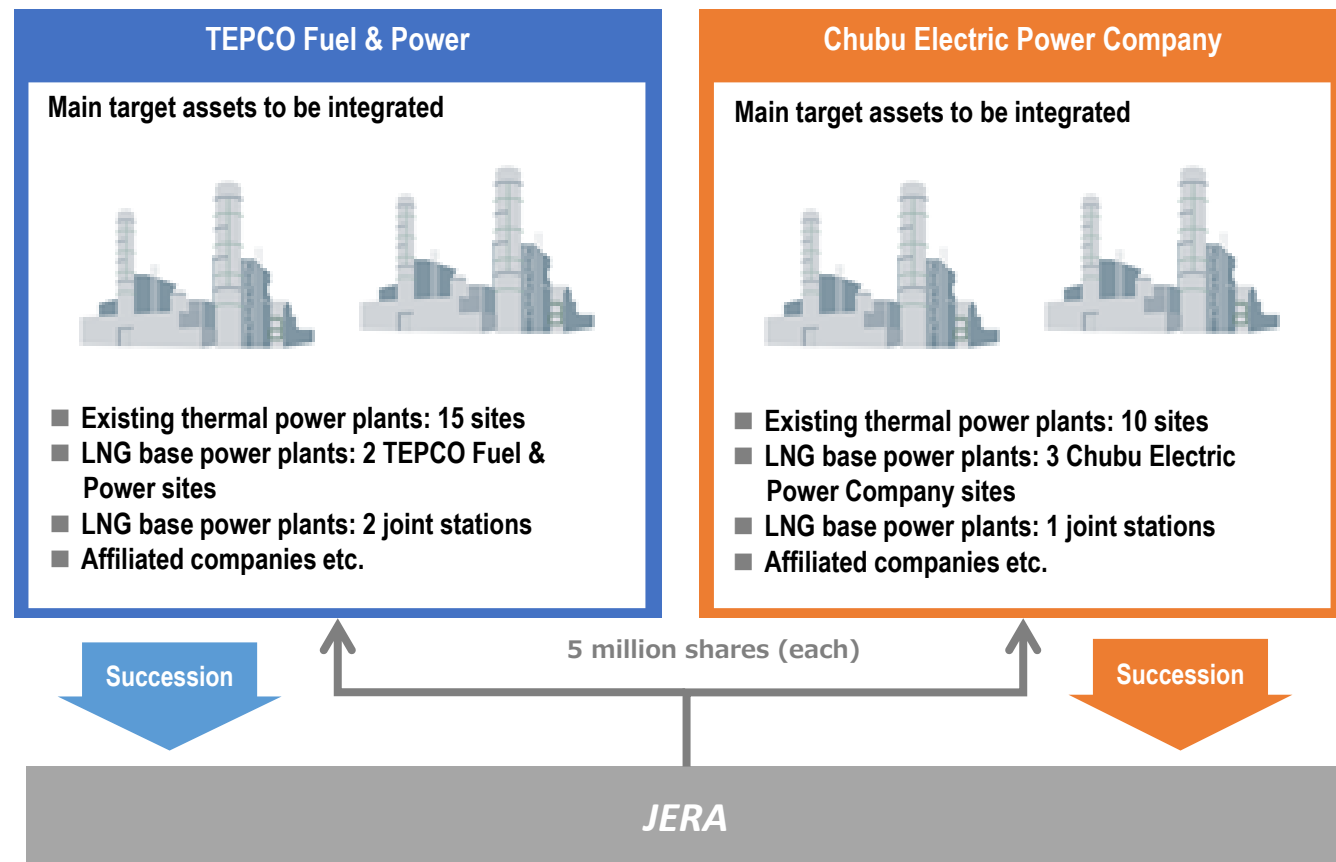 TEPCO Fuel & Power
Main target assets to be integrated
■ Existing thermal power plants: 15 sites
■ LNG base power plants: 2 TEPCO Fuel &
Power sites
■ LNG base power plants: 2 joint stations
■ Affiliated companies etc.
Chubu Electric Power Company
Main target assets to be integrated
■ Existing thermal power plants: 10 sites
■ LNG base power plants: 3 Chubu Electric
Power Company sites
■ LNG base power plants: 1 joint stations
■ Affiliated companies etc.
Succession
5 million shares (each)
Succession
JERA